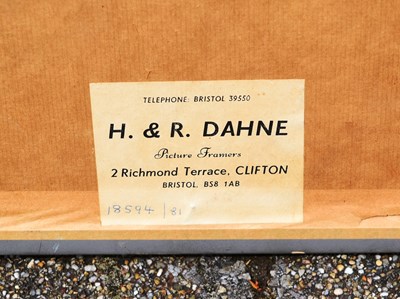 TELEPHONE: BRISTOL 39550
H. & R. DAHNE
Picture Framers
2 Richmond Terrace, CLIFTON
BRISTOL, BS8 1AB
18594 / 81